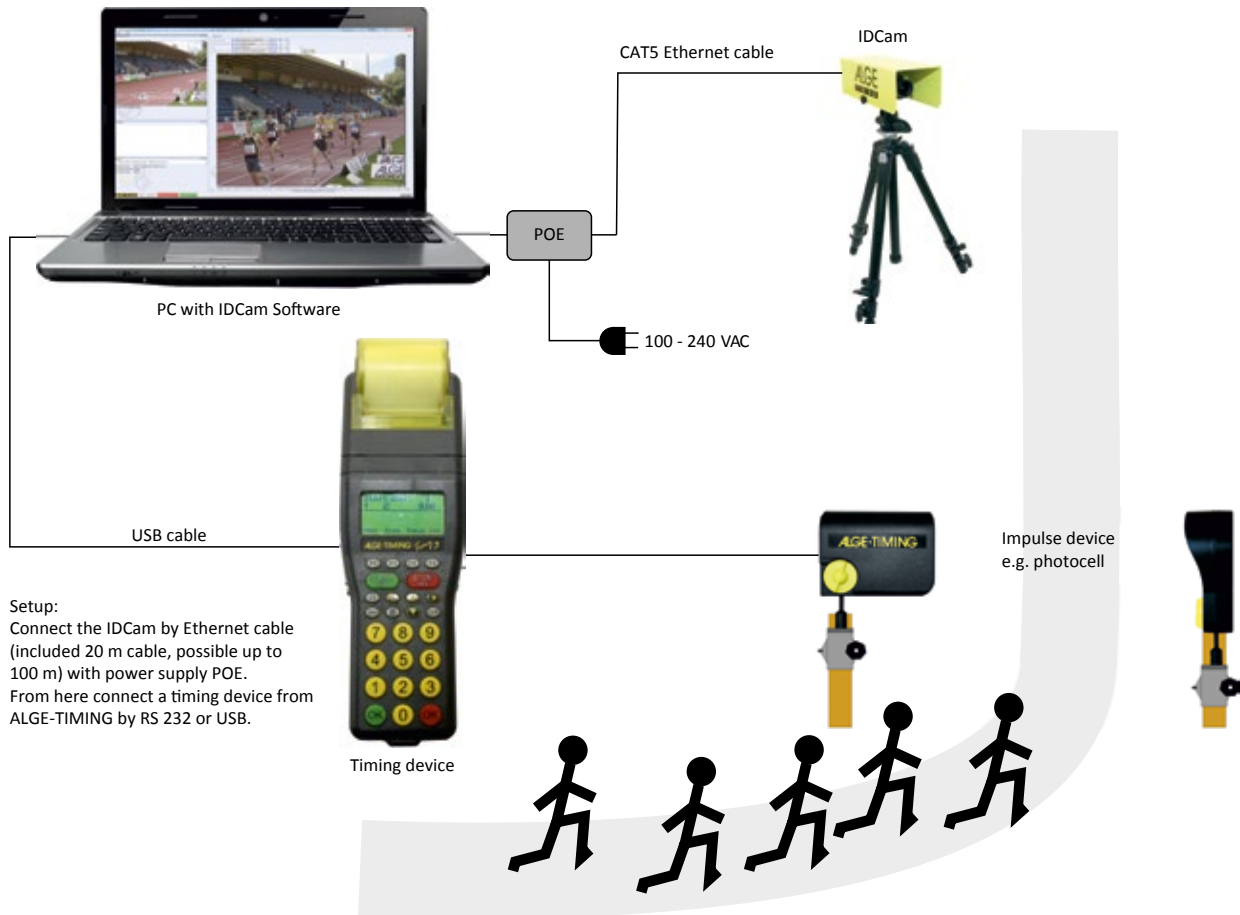 IDCam
CAT5 Ethernet cable
ALGE
POE
PC with IDCam Software
100 - 240 VAC
USB cable
ALGE-TIMING
ALGE-TIMING
Impulse device
e.g. photocell
Setup:
Connect the IDCam by Ethernet cable
(included 20 m cable, possible up to
100 m) with power supply POE.
From here connect a timing device from
ALGE-TIMING by RS 232 or USB.
7 8 9
4 5 6
1 2 3
OK 0 OK
Timing device